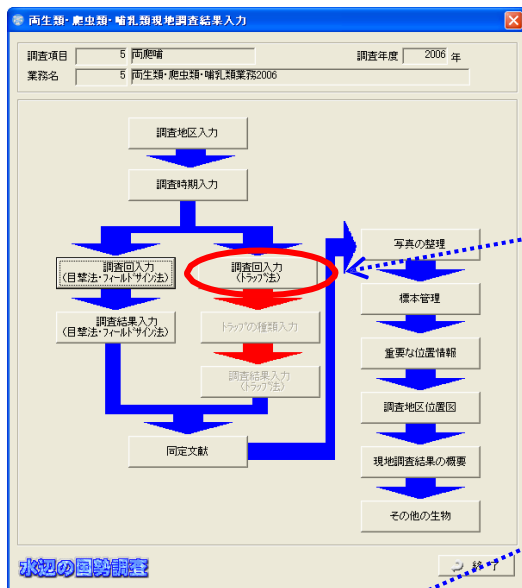 両生類・爬虫類・哺乳類現地調査結果入力
調査項目 5 両爬哺 調査年度 2006 年
業務名 5 両生類・爬虫類・哺乳類業務2006
調査地区入力
調査時期入力
調査回入力
(目撃法・フィールドサイン法)
調査結果入力
(目撃法・フィールドサイン法)
調査回入力
(トラップ法)
トラップの種類入力
調査結果入力
(トラップ法)
同定文献
写真の整理
標本管理
重要な位置情報
調査地区位置図
現地調査結果の概要
その他の生物
水辺の国勢調査
終了